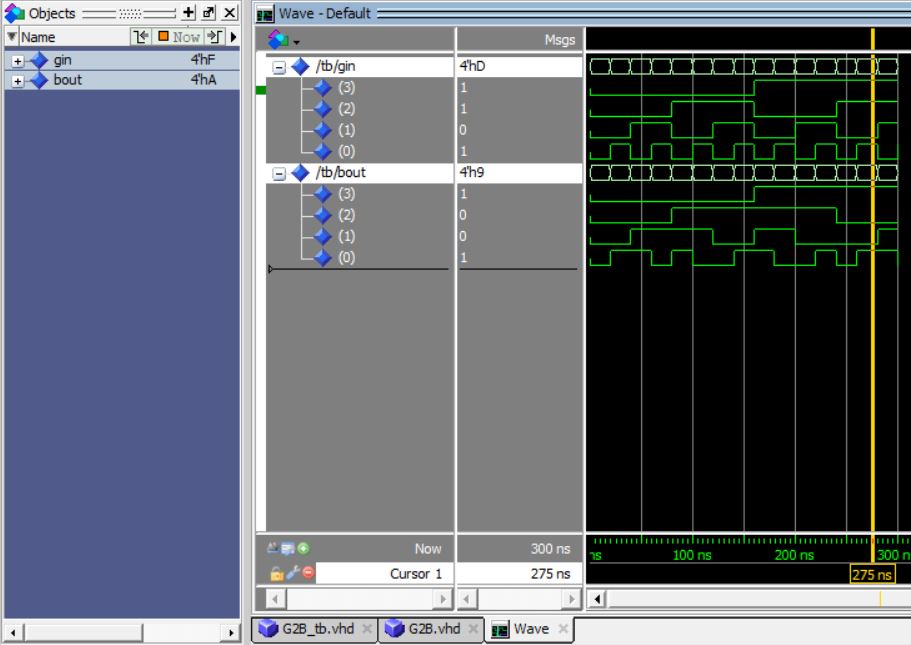 Objects
Name Now
gin 4'hF
bout 4'hA
Wave - Default
Msgs
/tb/gin 4'hD
(3) 1
(2) 1
(1) 0
(0) 1
/tb/bout 4'h9
(3) 1
(2) 0
(1) 0
(0) 1
Now 300 ns
ns 100 ns 200 ns 300 n
Cursor 1 275 ns
275 ns
G2B_tb.vhd G2B.vhd Wave